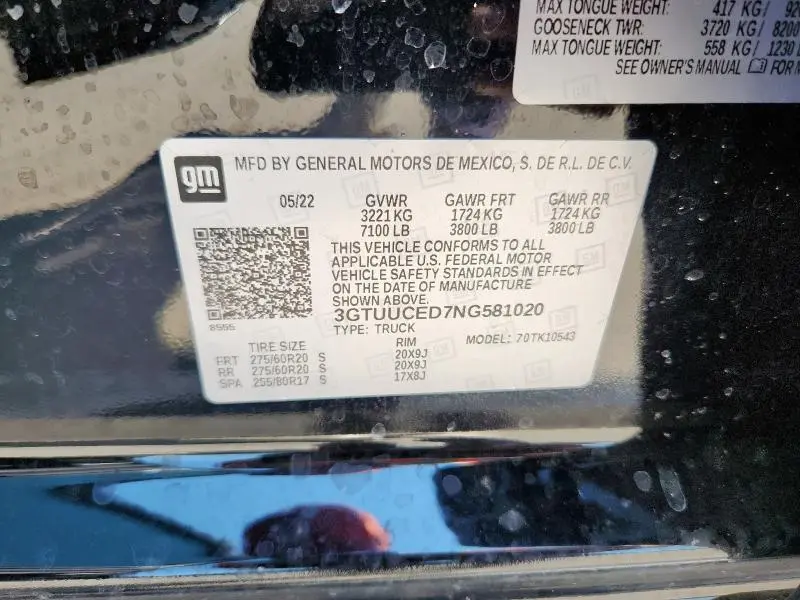 MAX TONGUE WEIGHT: 417 KG/ 92
GOOSENECK TWR: 3720 KG/ 8200
MAX TONGUE WEIGHT: 558 KG/ 1230 L
SEE OWNER'S MANUAL FOR
gm
MFD BY GENERAL MOTORS DE MEXICO, S. DE R.L. DE C.V.
05/22 GVWR GAWR FRT GAWR RR
3221 KG 1724 KG 1724 KG
7100 LB 3800 LB 3800 LB
THIS VEHICLE CONFORMS TO ALL
APPLICABLE U.S. FEDERAL MOTOR
VEHICLE SAFETY STANDARDS IN EFFECT
ON THE DATE OF MANUFACTURE
SHOWN ABOVE.
8555
3GTUUCED7NG581020
TYPE: TRUCK MODEL: 70TK10543
TIRE SIZE RIM
FRT 275/60R20 S 20X9J
RR 275/60R20 S 20X9J
SPA 255/80R17 S 17X8J